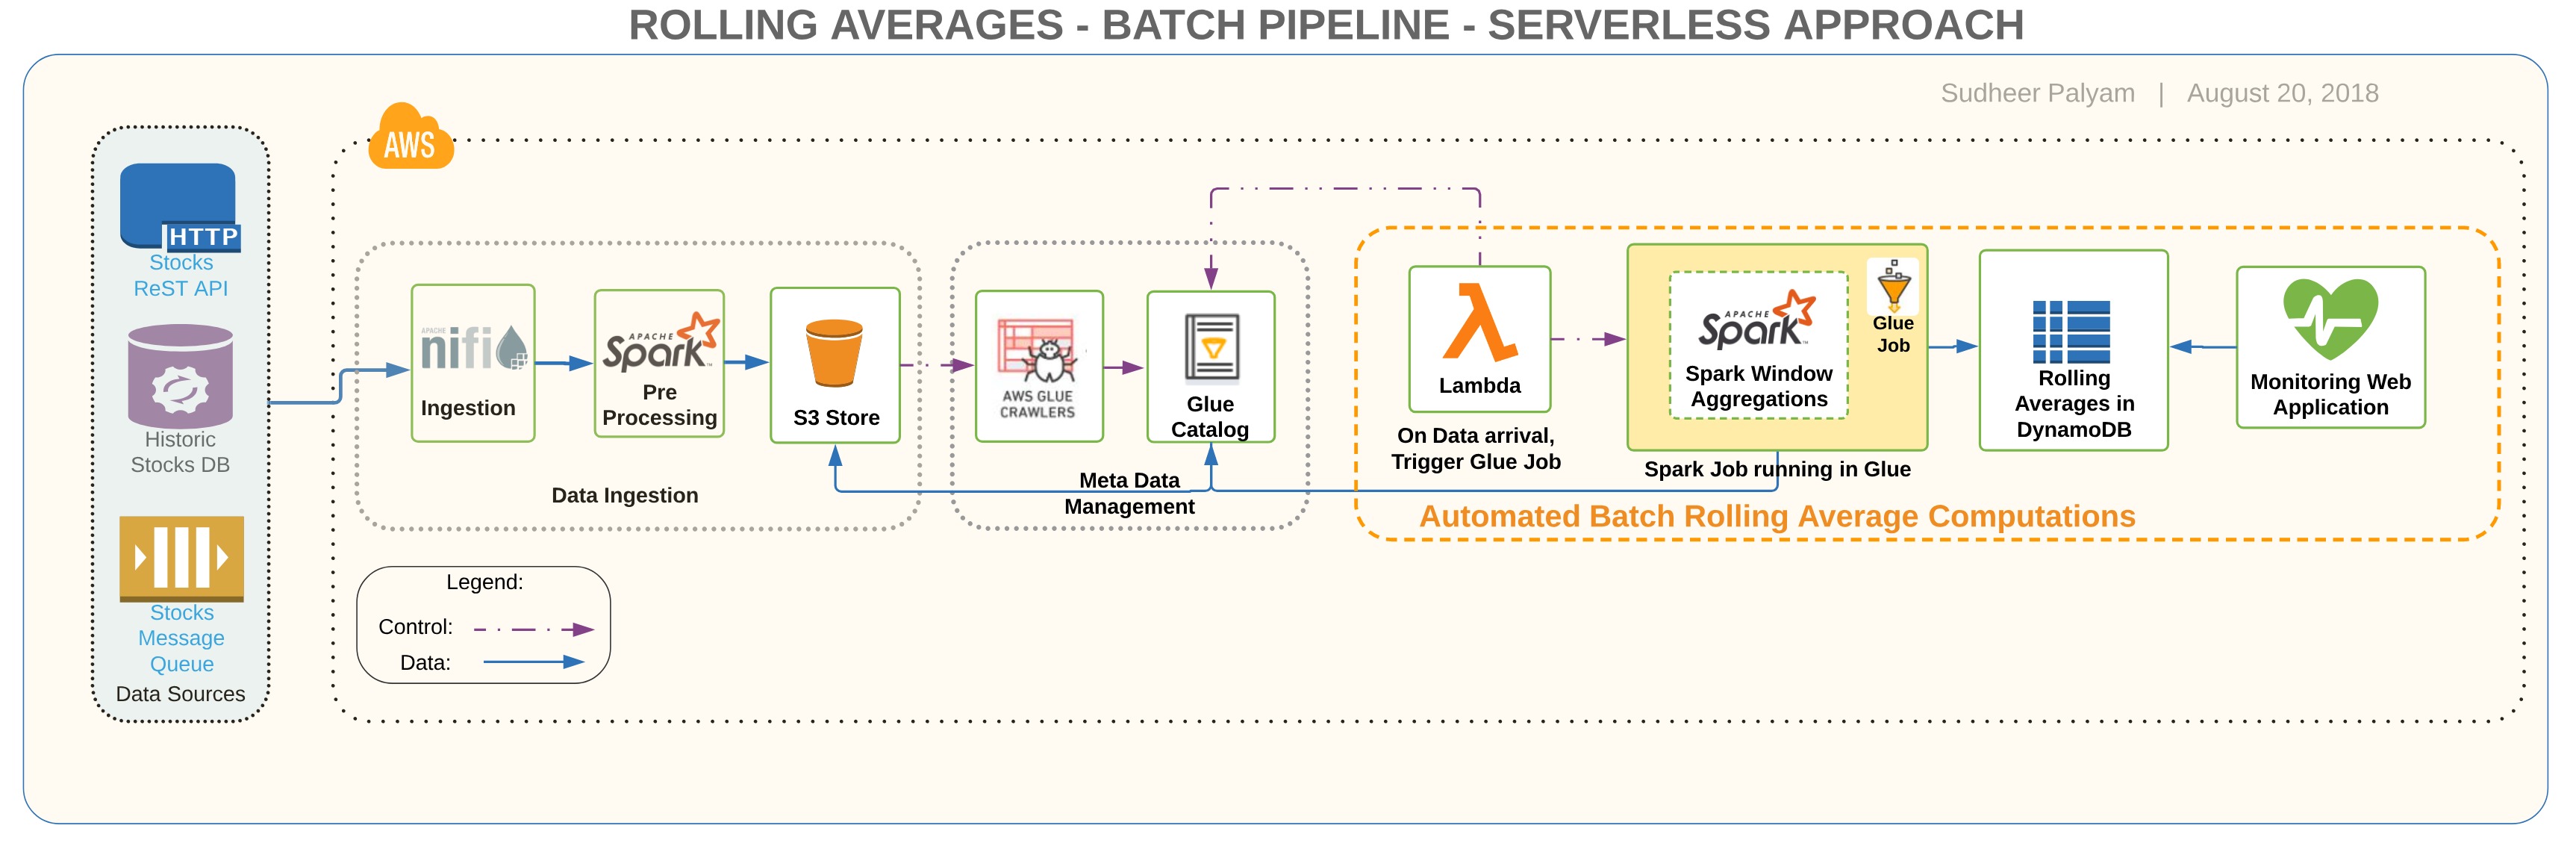 ROLLING AVERAGES - BATCH PIPELINE - SERVERLESS APPROACH
Sudheer Palyam | August 20, 2018
AWS
HTTP
Stocks
ReST API
Historic
Stocks DB
Stocks
Message
Queue
Data Sources
APACHE
nifi
Ingestion
APACHE
Spark™
Pre
Processing
S3 Store
Data Ingestion
AWS GLUE
CRAWLERS
Glue
Catalog
Meta Data
Management
Lambda
On Data arrival,
Trigger Glue Job
APACHE
Spark™
Spark Window
Aggregations
Glue
Job
Spark Job running in Glue
Rolling
Averages in
DynamoDB
Monitoring Web
Application
Automated Batch Rolling Average Computations
Legend:
Control:
Data: